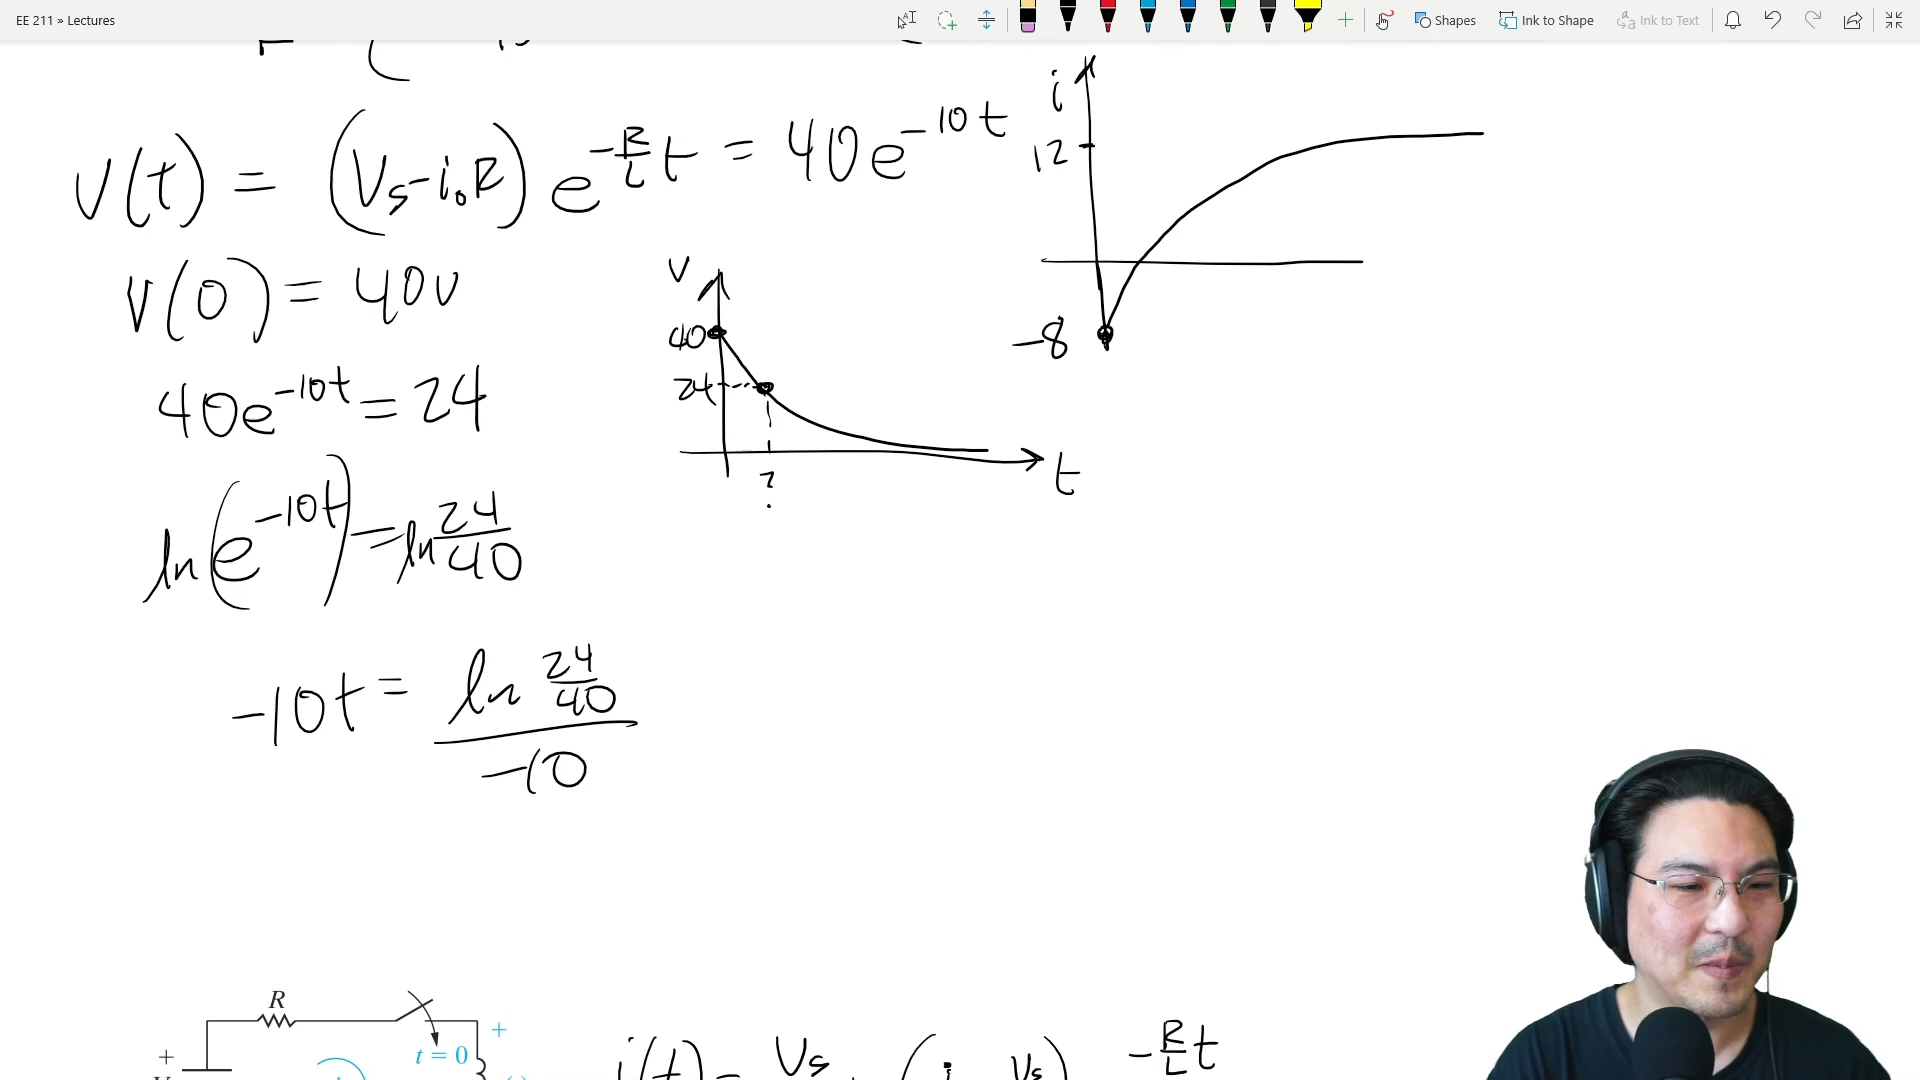 EE 211 » Lectures
Shapes
Ink to Shape
Ink to Text
V(t) = (Vs-i₀R) e^(-R/L t) = 40e^(-10t)
i
12
-8
V(0) = 40V
V
40
24
?
t
40e^(-10t) = 24
ln(e^(-10t)) = ln 24/40
-10t = ln 24/40
-10
R
+
t = 0
+
i(t) = Vs
-R/L t